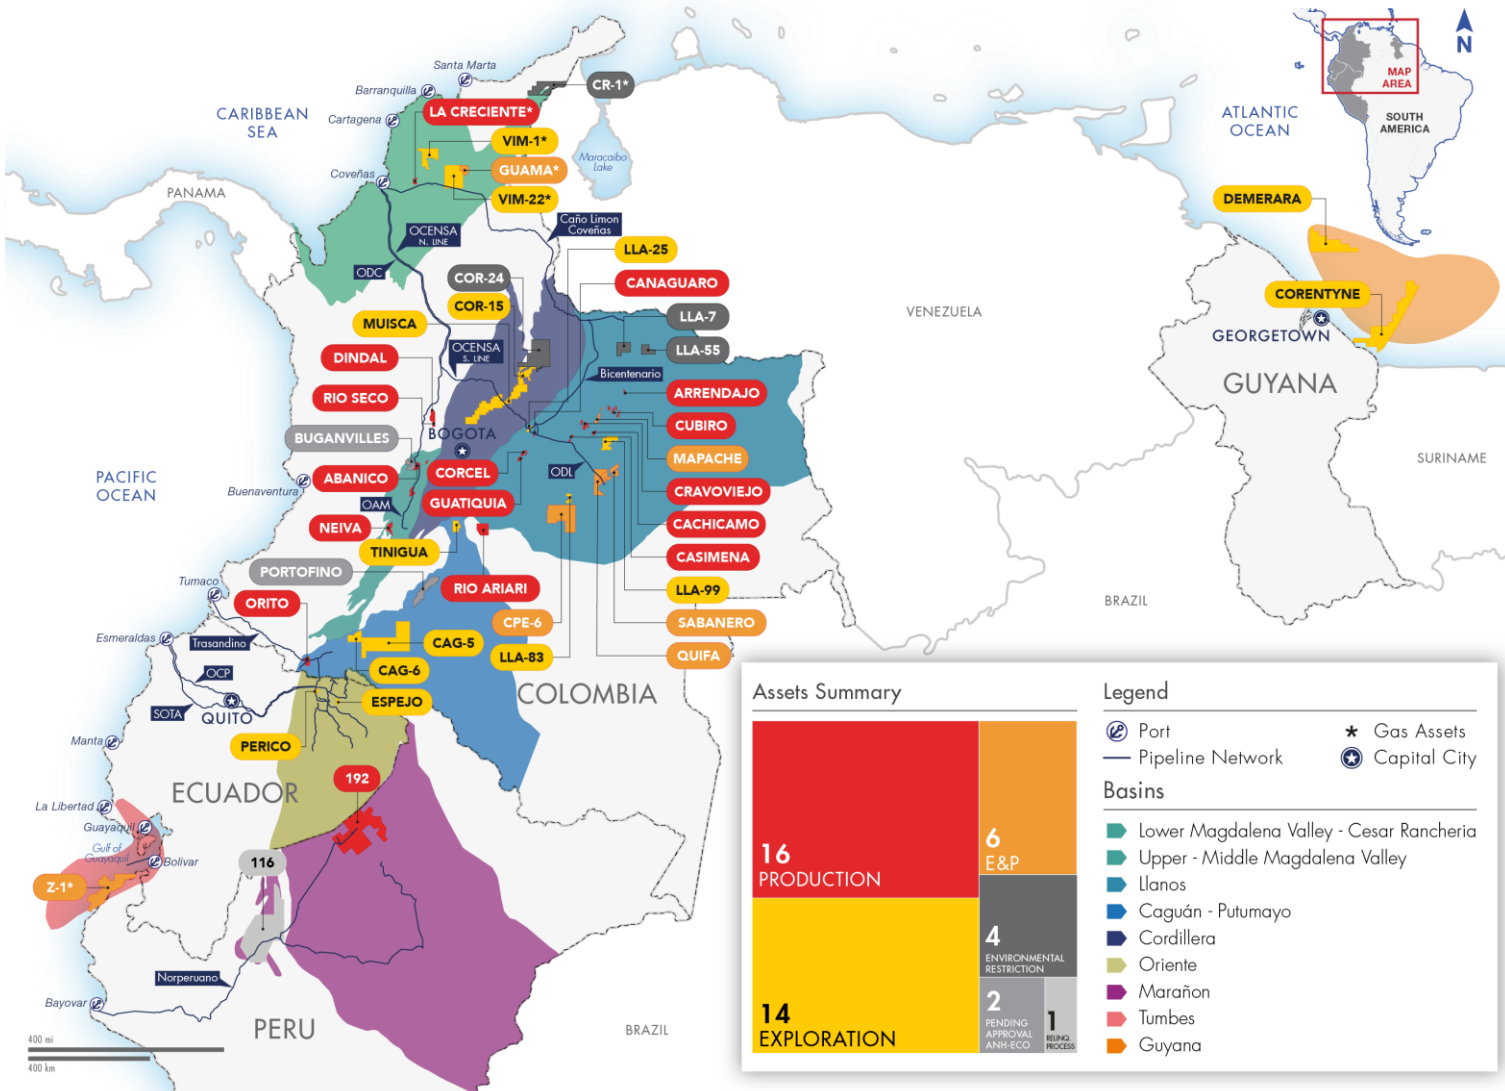 N
MAP
AREA
SOUTH
AMERICA
CARIBBEAN
SEA
ATLANTIC
OCEAN
PACIFIC
OCEAN
Santa Marta
Barranquilla
Cartagena
Coveñas
CR-1*
LA CRECIENTE*
VIM-1*
GUAMA*
VIM-22*
Maracaibo
Lake
PANAMA
OCENSA
N. LINE
ODC
Caño Limon
Coveñas
LLA-25
COR-24
CANAGUARO
COR-15
LLA-7
MUISCA
OCENSA
S. LINE
LLA-55
DINDAL
Bicentenario
RIO SECO
ARRENDAJO
BUGANVILLES
BOGOTA
CUBIRO
MAPACHE
ABANICO
CORCEL
ODL
CRAVOVIEJO
Buenaventura
OAM
GUATIQUIA
CACHICAMO
NEIVA
TINIGUA
CASIMENA
PORTOFINO
RIO ARIARI
LLA-99
Tumaco
ORITO
CPE-6
SABANERO
Esmeraldas
Trasandino
CAG-5
LLA-83
QUIFA
OCP
CAG-6
SOTA
QUITO
ESPEJO
COLOMBIA
Manta
PERICO
ECUADOR
192
La Libertad
Guayaquil
Gulf of
Guayaquil
Bolivar
116
Z-1*
Norperuano
Bayovar
PERU
BRAZIL
400 mi
400 km
VENEZUELA
DEMERARA
CORENTYNE
GEORGETOWN
GUYANA
SURINAME
BRAZIL
Assets Summary
16
PRODUCTION
6
E&P
4
ENVIRONMENTAL
RESTRICTION
14
EXPLORATION
2
PENDING
APPROVAL
ANH-ECO
1
RELINQ.
PROCESS
Legend
Port
* Gas Assets
Pipeline Network
Capital City
Basins
Lower Magdalena Valley - Cesar Rancheria
Upper - Middle Magdalena Valley
Llanos
Caguán - Putumayo
Cordillera
Oriente
Marañon
Tumbes
Guyana